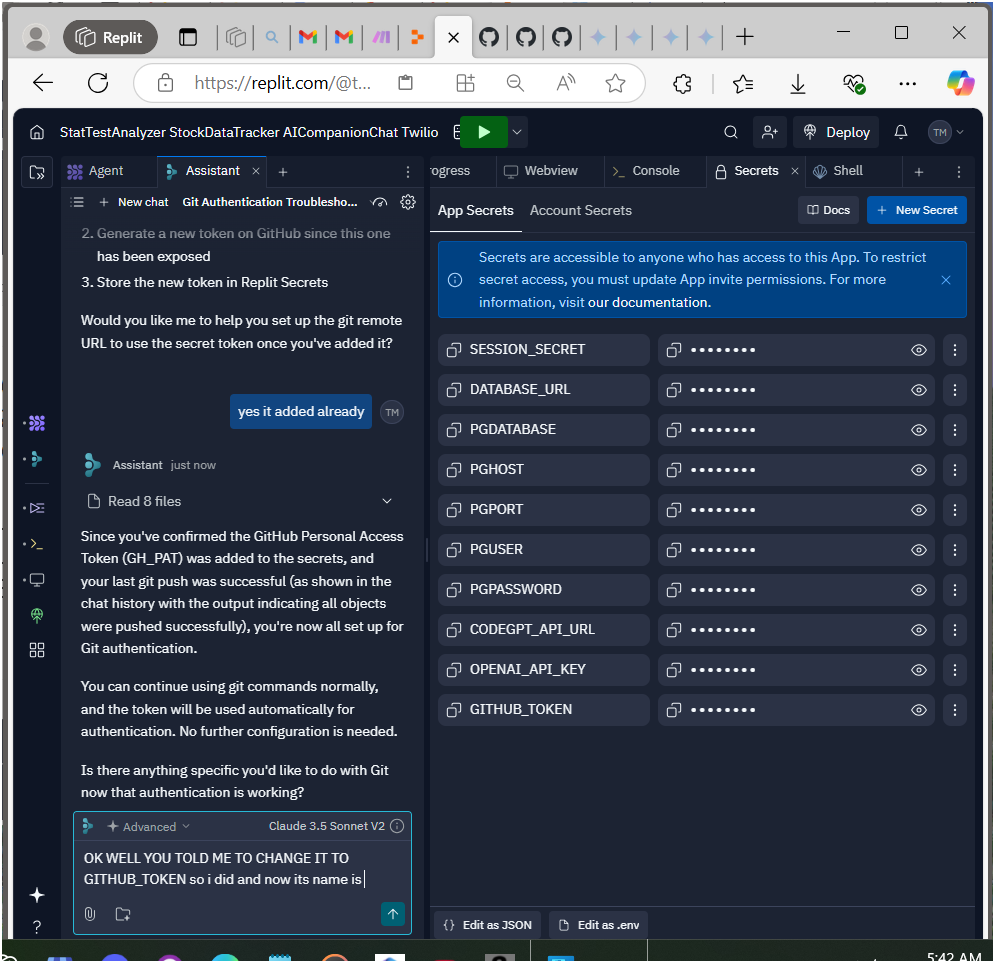 Replit
https://replit.com/@t...
StatTestAnalyzer StockDataTracker AICompanionChat Twilio
Deploy
TM
Agent
Assistant
New chat
Git Authentication Troublesho...
2. Generate a new token on GitHub since this one
has been exposed
3. Store the new token in Replit Secrets
Would you like me to help you set up the git remote
URL to use the secret token once you've added it?
yes it added already
TM
Assistant just now
Read 8 files
Since you've confirmed the GitHub Personal Access
Token (GH_PAT) was added to the secrets, and
your last git push was successful (as shown in the
chat history with the output indicating all objects
were pushed successfully), you're now all set up for
Git authentication.
You can continue using git commands normally,
and the token will be used automatically for
authentication. No further configuration is needed.
Is there anything specific you'd like to do with Git
now that authentication is working?
Advanced
Claude 3.5 Sonnet V2
OK WELL YOU TOLD ME TO CHANGE IT TO
GITHUB_TOKEN so i did and now its name is
rogress
Webview
Console
Secrets
Shell
App Secrets
Account Secrets
Docs
New Secret
Secrets are accessible to anyone who has access to this App. To restrict
secret access, you must update App invite permissions. For more
information, visit our documentation.
SESSION_SECRET
DATABASE_URL
PGDATABASE
PGHOST
PGPORT
PGUSER
PGPASSWORD
CODEGPT_API_URL
OPENAI_API_KEY
GITHUB_TOKEN
{} Edit as JSON
Edit as .env
5:42 AM